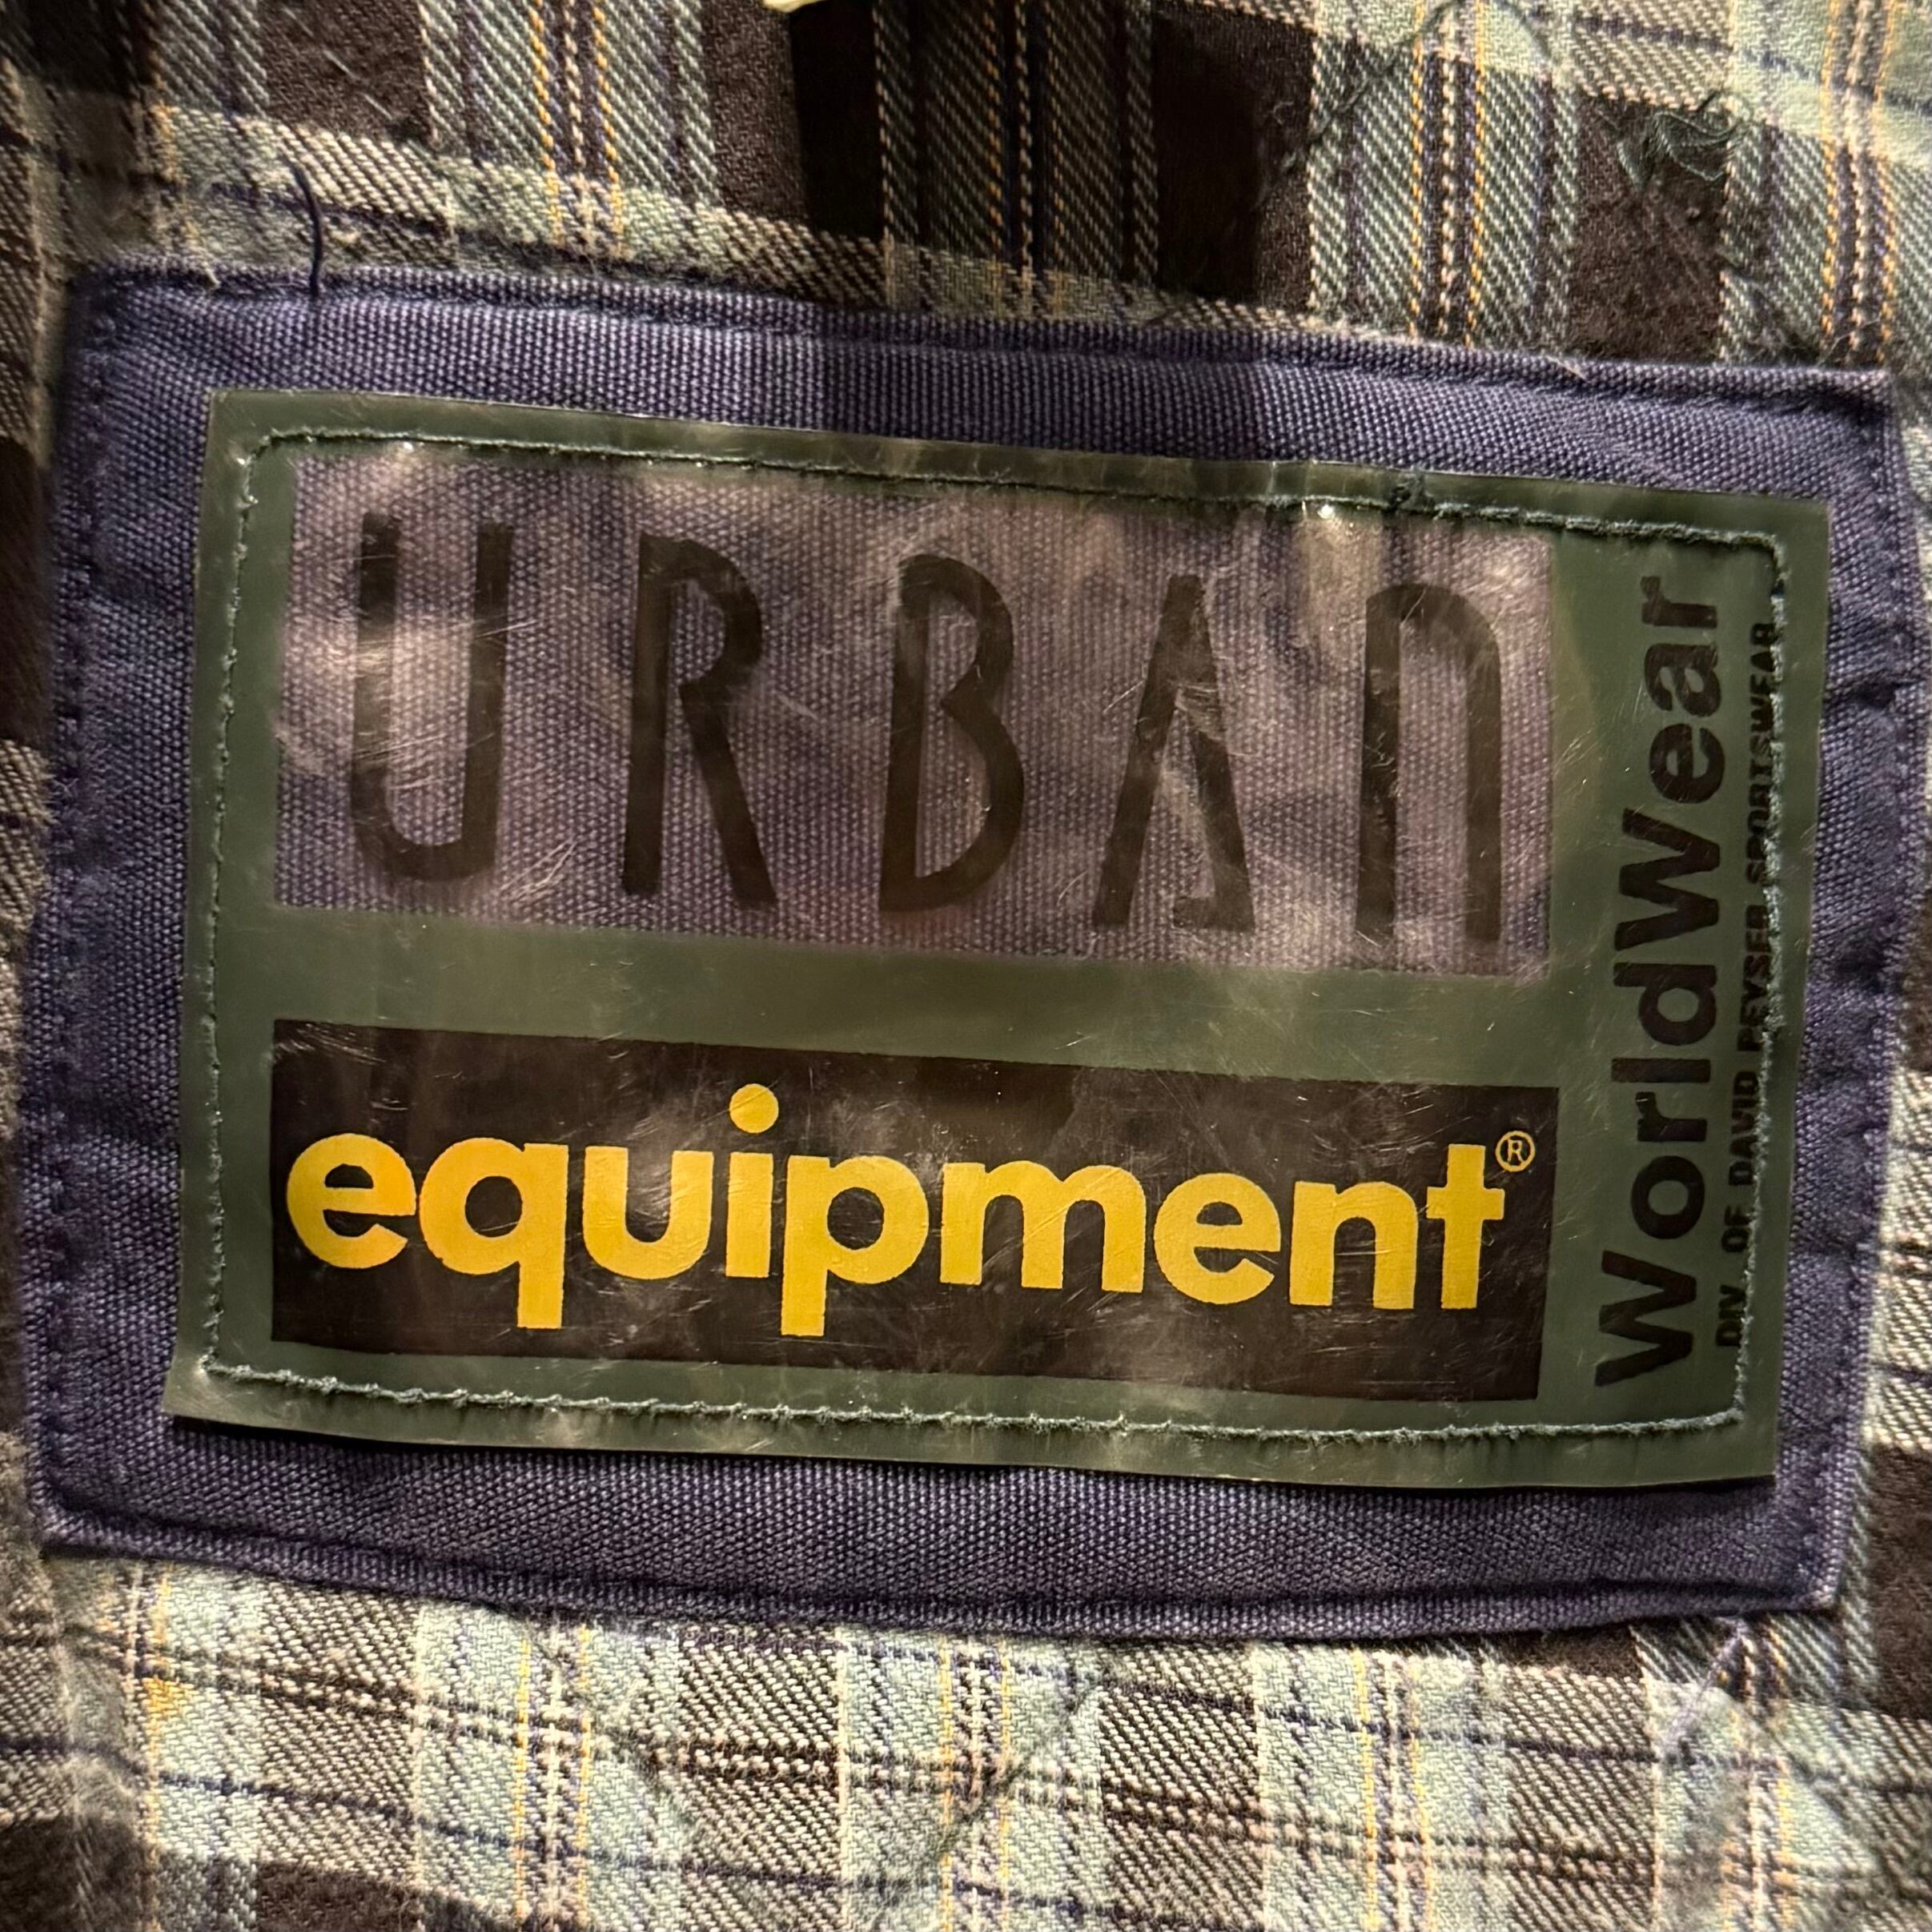 URBAN
equipment®
WorldWear
DIV. OF DAVID PEYSER SPORTSWEAR